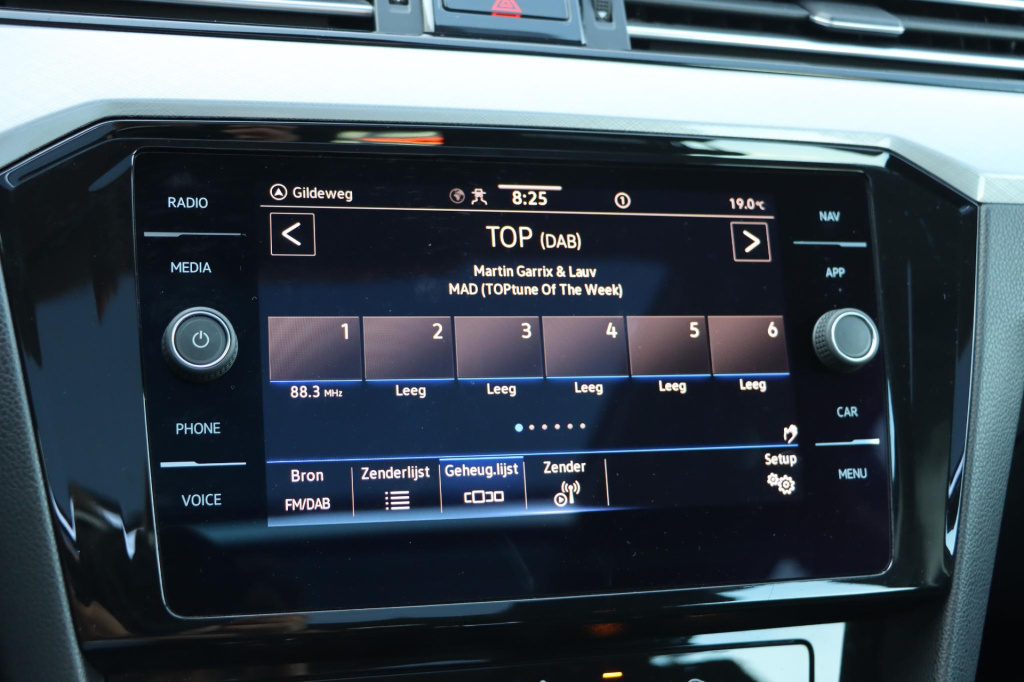 RADIO
MEDIA
PHONE
VOICE
Gildeweg 8:25 1 19.0°C
< >
TOP (DAB)
Martin Garrix & Lauv
MAD (TOPtune Of The Week)
1 2 3 4 5 6
88.3 MHz Leeg Leeg Leeg Leeg Leeg
Bron Zenderlijst Geheug.lijst Zender Setup
FM/DAB
NAV
APP
CAR
MENU